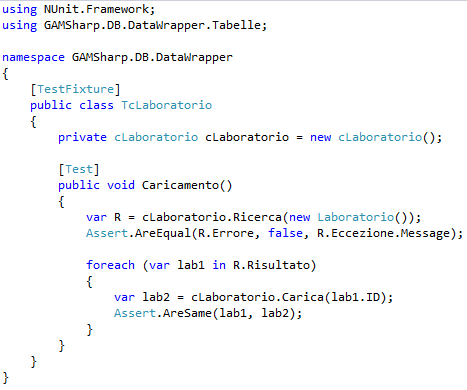 using NUnit.Framework;
using GAMSharp.DB.DataWrapper.Tabelle;

namespace GAMSharp.DB.DataWrapper
{
    [TestFixture]
    public class TcLaboratorio
    {
        private cLaboratorio cLaboratorio = new cLaboratorio();

        [Test]
        public void Caricamento()
        {
            var R = cLaboratorio.Ricerca(new Laboratorio());
            Assert.AreEqual(R.Errore, false, R.Eccezione.Message);

            foreach (var lab1 in R.Risultato)
            {
                var lab2 = cLaboratorio.Carica(lab1.ID);
                Assert.AreSame(lab1, lab2);
            }
        }
    }
}